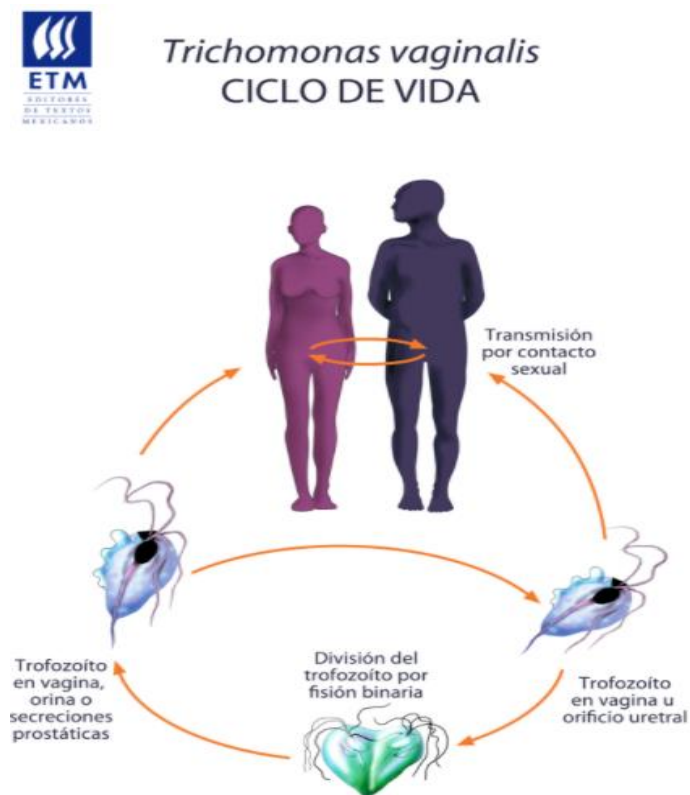 ETM
EDITORES
DE TEXTOS
MEXICANOS
Trichomonas vaginalis
CICLO DE VIDA
Transmisión
por contacto
sexual
Trofozoíto
en vagina,
orina o
secreciones
prostáticas
División del
trofozoíto por
fisión binaria
Trofozoíto
en vagina u
orificio uretral